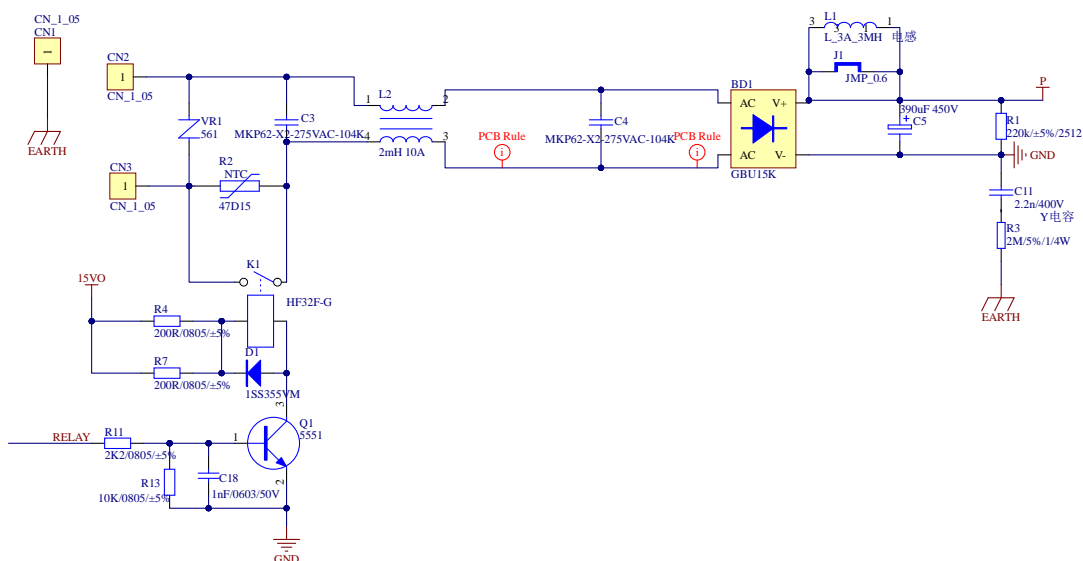 CN_1_05
CN1
1
EARTH
CN2
1
CN_1_05
VR1
561
C3
MKP62-X2-275VAC-104K
CN3
1
CN_1_05
R2
NTC
47D15
L2
1
2
4
3
2mH 10A
PCB Rule
i
C4
MKP62-X2-275VAC-104K
PCB Rule
i
BD1
AC
V+
AC
V-
GBU15K
L1
3
1
L_3A_3MH
3
1
电感
J1
JMP_0.6
390uF 450V
+
C5
P
R1
220k/±5%/2512
GND
C11
2.2n/400V
Y电容
R3
2M/5%/1/4W
EARTH
K1
HF32F-G
15VO
R4
200R/0805/±5%
R7
200R/0805/±5%
D1
1SS355VM
3
Q1
5551
1
2
RELAY
R11
2K2/0805/±5%
R13
10K/0805/±5%
C18
1nF/0603/50V
GND